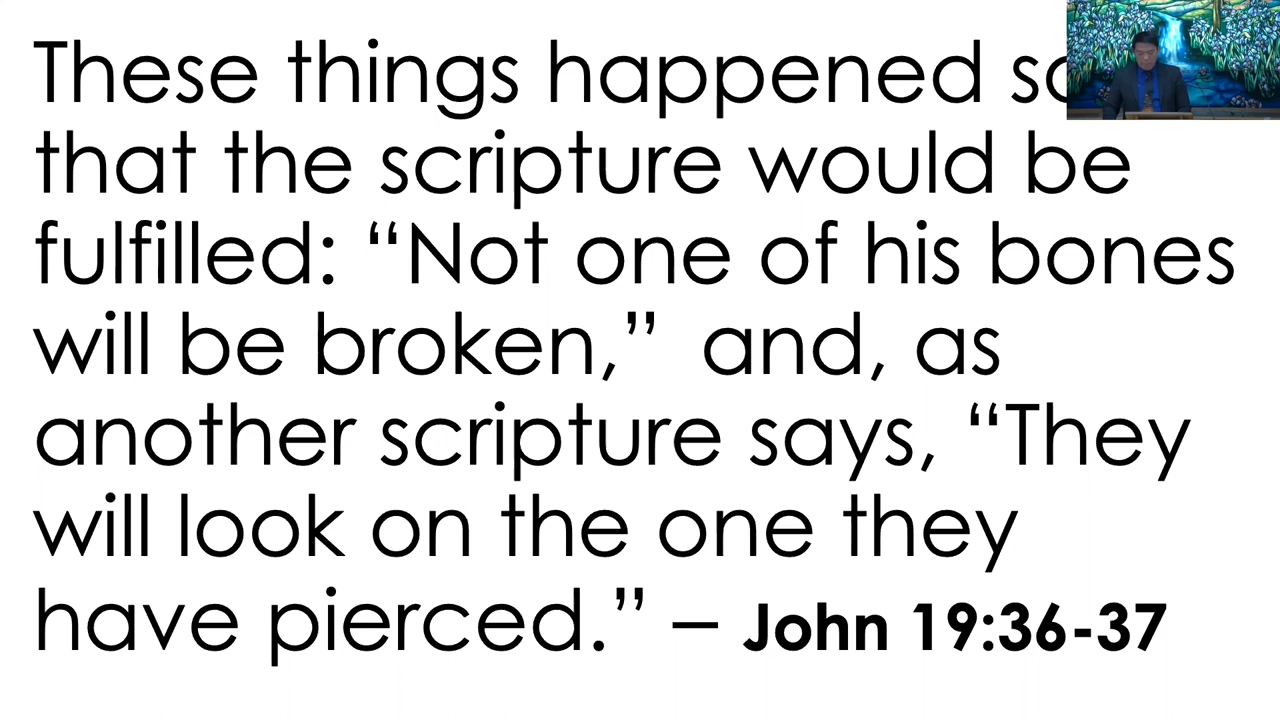 These things happened so
that the scripture would be
fulfilled: “Not one of his bones
will be broken,” and, as
another scripture says, “They
will look on the one they
have pierced.” – John 19:36-37